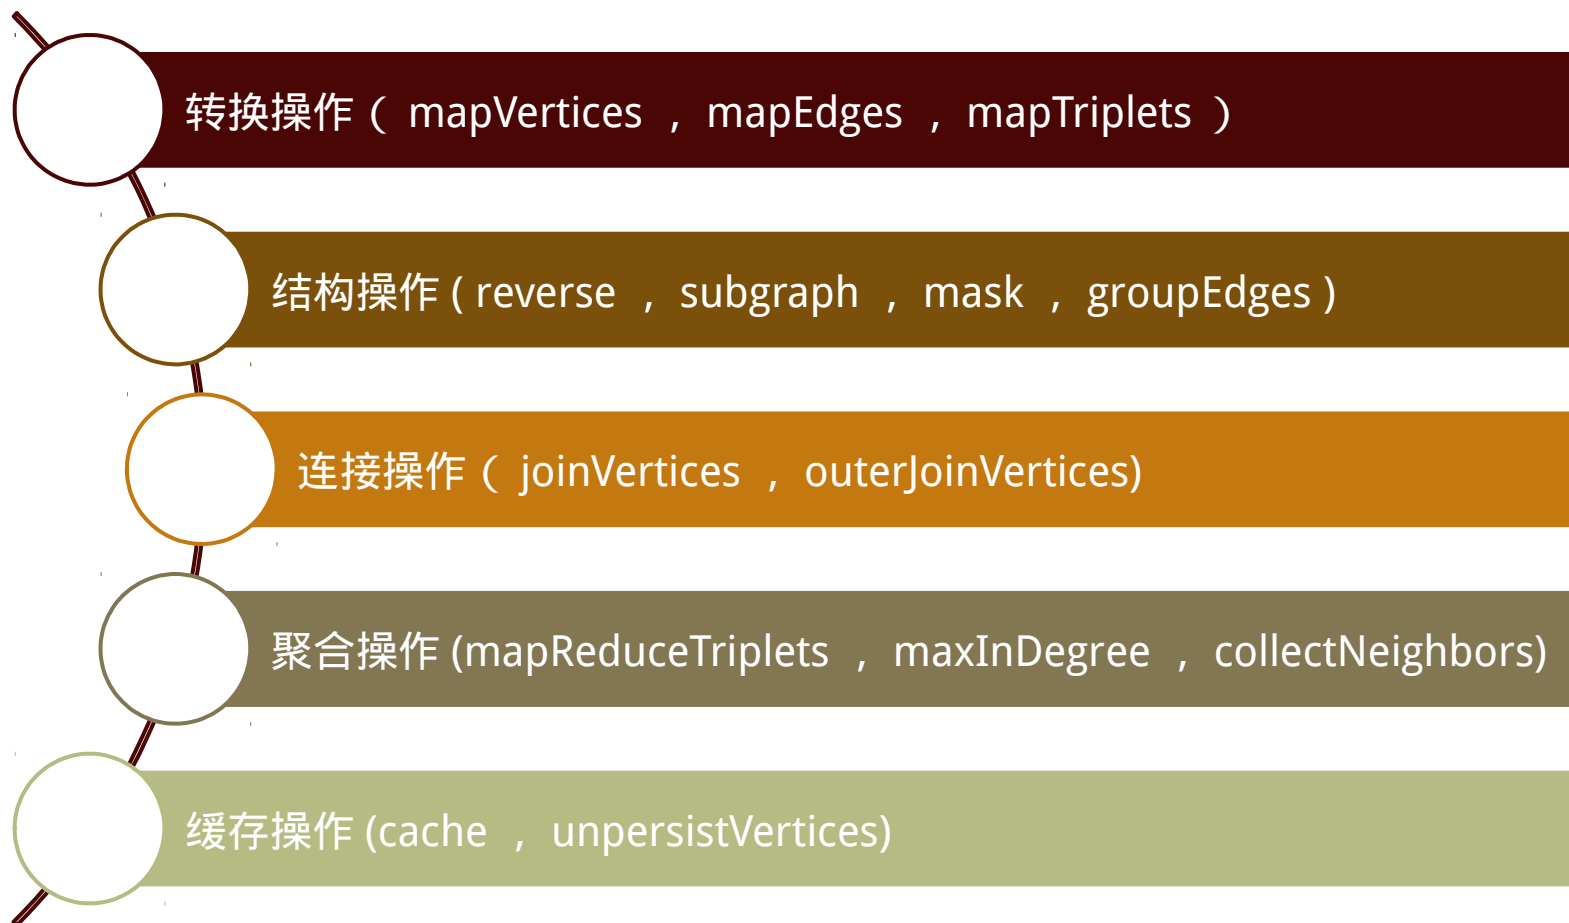 转换操作（ mapVertices ， mapEdges ， mapTriplets ）
结构操作 ( reverse ， subgraph ， mask ， groupEdges )
连接操作（ joinVertices ， outerJoinVertices)
聚合操作 (mapReduceTriplets ， maxInDegree ， collectNeighbors)
缓存操作 (cache ， unpersistVertices)